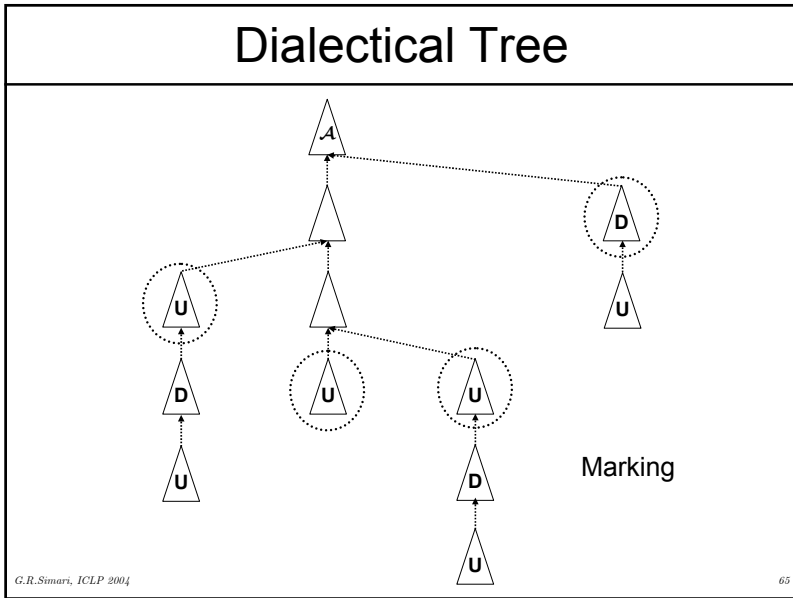 Dialectical Tree
𝒜
D
U
U
D
U
U
U
D
Marking
U
U
G.R.Simari, ICLP 2004
65